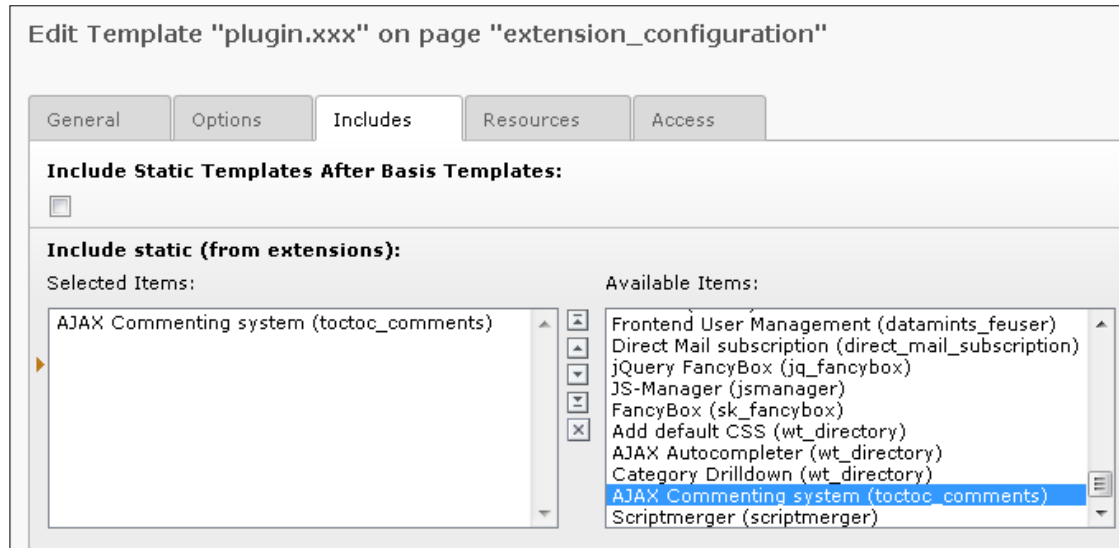 Edit Template "plugin.xxx" on page "extension_configuration"
General Options Includes Resources Access
Include Static Templates After Basis Templates:
Include static (from extensions):
Selected Items:
AJAX Commenting system (toctoc_comments)
Available Items:
Frontend User Management (datamints_feuser)
Direct Mail subscription (direct_mail_subscription)
jQuery FancyBox (jq_fancybox)
JS-Manager (jsmanager)
FancyBox (sk_fancybox)
Add default CSS (wt_directory)
AJAX Autocompleter (wt_directory)
Category Drilldown (wt_directory)
AJAX Commenting system (toctoc_comments)
Scriptmerger (scriptmerger)